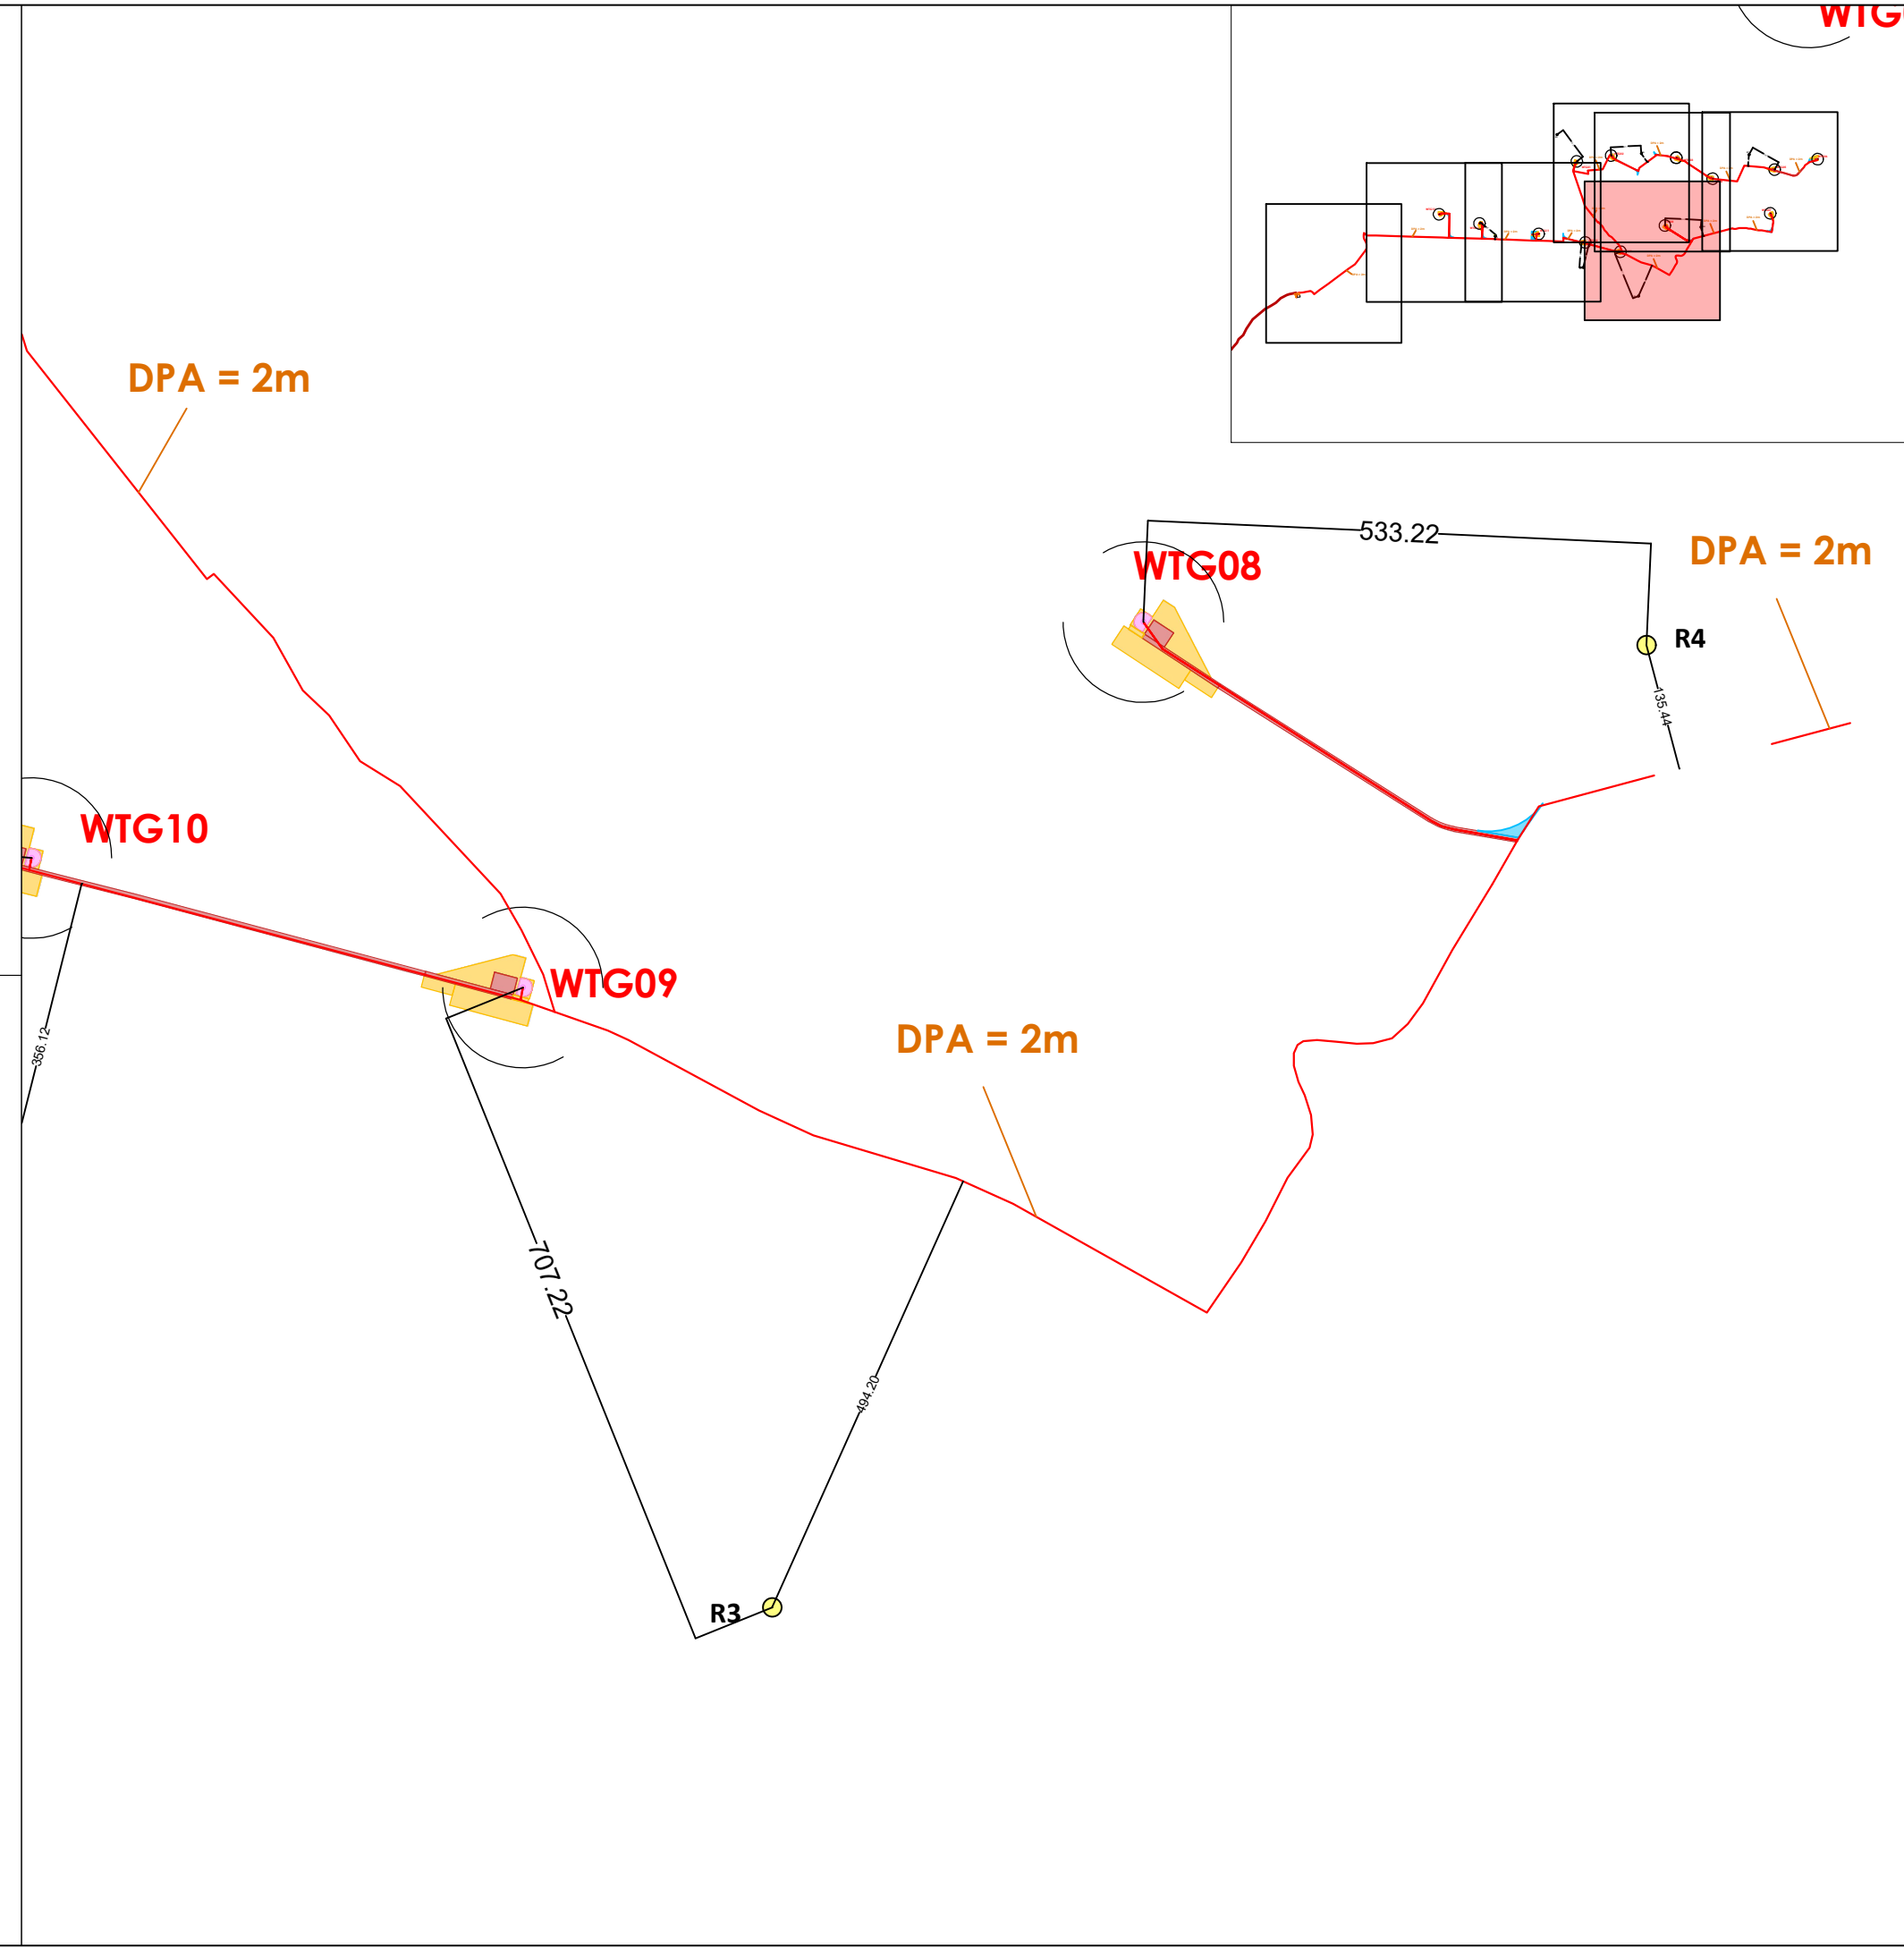 WTG
DPA = 2m
533.22
WTG08
DPA = 2m
R4
135.44
WTG10
WTG09
356.12
DPA = 2m
707.22
494.20
R3